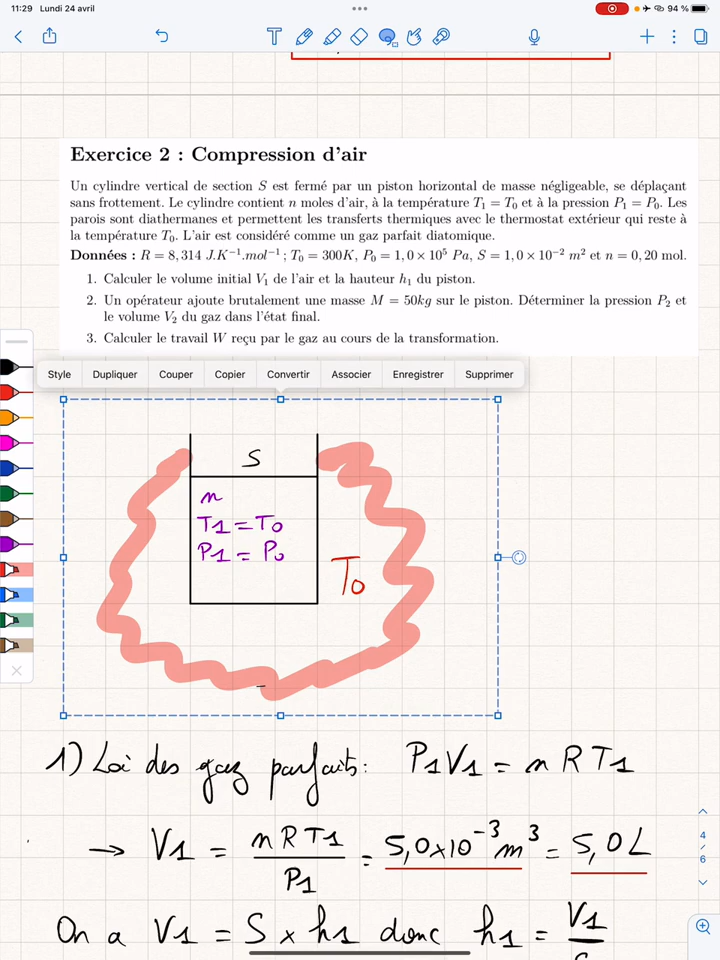 11:29 Lundi 24 avril
94 %
Exercice 2 : Compression d'air
Un cylindre vertical de section S est fermé par un piston horizontal de masse négligeable, se déplaçant
sans frottement. Le cylindre contient n moles d'air, à la température T₁ = T₀ et à la pression P₁ = P₀. Les
parois sont diathermanes et permettent les transferts thermiques avec le thermostat extérieur qui reste à
la température T₀. L'air est considéré comme un gaz parfait diatomique.
Données : R = 8,314 J.K⁻¹.mol⁻¹ ; T₀ = 300K, P₀ = 1,0 × 10⁵ Pa, S = 1,0 × 10⁻² m² et n = 0,20 mol.
1. Calculer le volume initial V₁ de l'air et la hauteur h₁ du piston.
2. Un opérateur ajoute brutalement une masse M = 50kg sur le piston. Déterminer la pression P₂ et
le volume V₂ du gaz dans l'état final.
3. Calculer le travail W reçu par le gaz au cours de la transformation.
Style Dupliquer Couper Copier Convertir Associer Enregistrer Supprimer
S
n
T1 = T0
P1 = P0
T0
1) Loi des gaz parfaits : P1V1 = n R T1
→ V1 = nRT1 / P1 = 5,0×10⁻³ m³ = 5,0 L
4
/
6
On a V1 = S × h1 donc h1 = V1